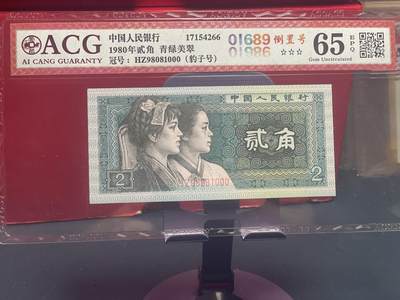 ACG
AI CANG GUARANTY
中国人民银行 17154266
1980年贰角 青绿美翠
冠号：HZ98081000（豹子号）
01689 倒置号
01986
☆☆☆
65 EPQ
Gem Uncirculated
中国人民银行
贰角
HZ98081000
2
2